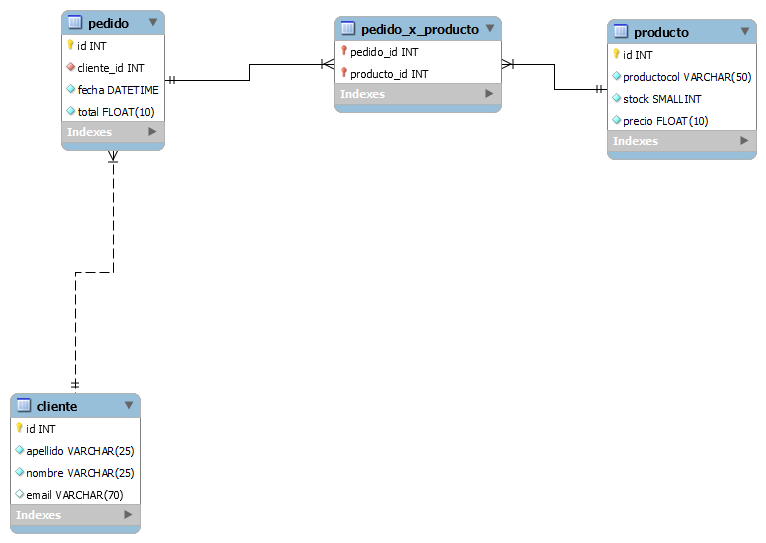 pedido
id INT
cliente_id INT
fecha DATETIME
total FLOAT(10)
Indexes
pedido_x_producto
pedido_id INT
producto_id INT
Indexes
producto
id INT
productocol VARCHAR(50)
stock SMALLINT
precio FLOAT(10)
Indexes
cliente
id INT
apellido VARCHAR(25)
nombre VARCHAR(25)
email VARCHAR(70)
Indexes